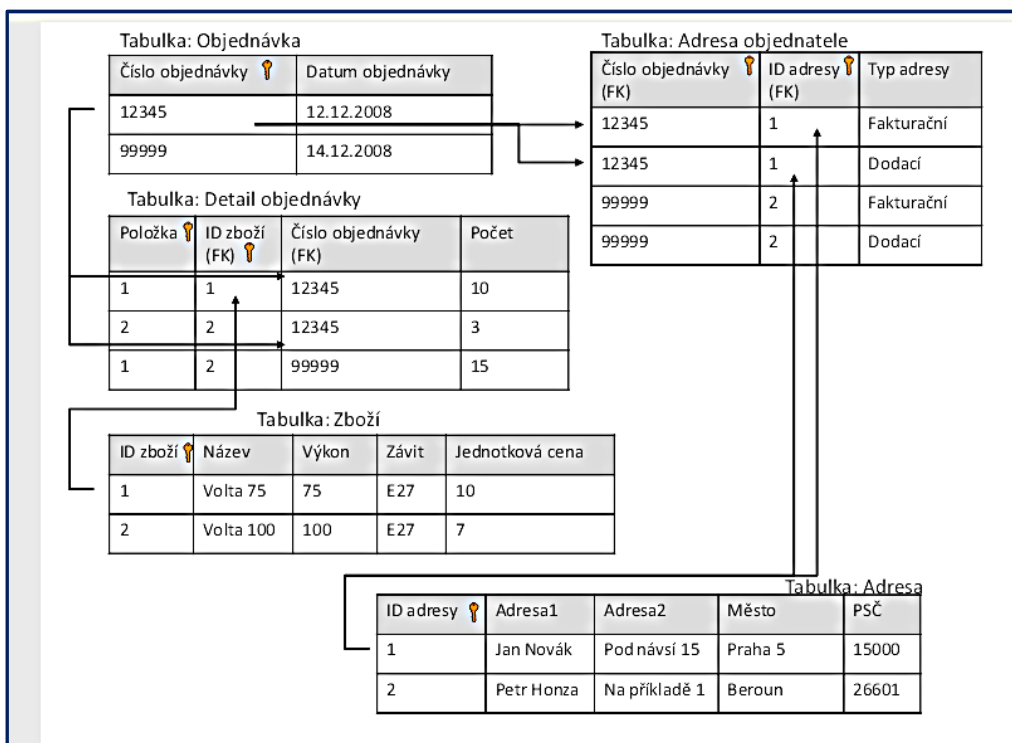 Tabulka: Objednávka
Číslo objednávky Datum objednávky
12345 12.12.2008
99999 14.12.2008
Tabulka: Adresa objednatele
Číslo objednávky (FK) ID adresy (FK) Typ adresy
12345 1 Fakturační
12345 1 Dodací
99999 2 Fakturační
99999 2 Dodací
Tabulka: Detail objednávky
Položka ID zboží (FK) Číslo objednávky (FK) Počet
1 1 12345 10
2 2 12345 3
1 2 99999 15
Tabulka: Zboží
ID zboží Název Výkon Závit Jednotková cena
1 Volta 75 75 E27 10
2 Volta 100 100 E27 7
Tabulka: Adresa
ID adresy Adresa1 Adresa2 Město PSČ
1 Jan Novák Pod návsí 15 Praha 5 15000
2 Petr Honza Na příkladě 1 Beroun 26601